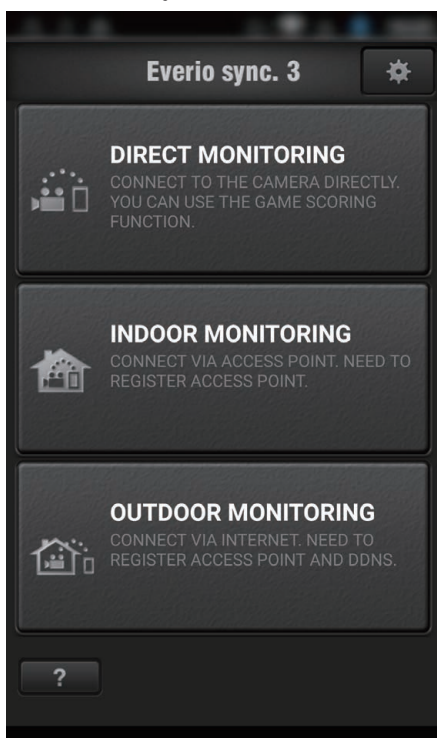 Everio sync. 3
DIRECT MONITORING
CONNECT TO THE CAMERA DIRECTLY.
YOU CAN USE THE GAME SCORING
FUNCTION.
INDOOR MONITORING
CONNECT VIA ACCESS POINT. NEED TO
REGISTER ACCESS POINT.
OUTDOOR MONITORING
CONNECT VIA INTERNET. NEED TO
REGISTER ACCESS POINT AND DDNS.
?